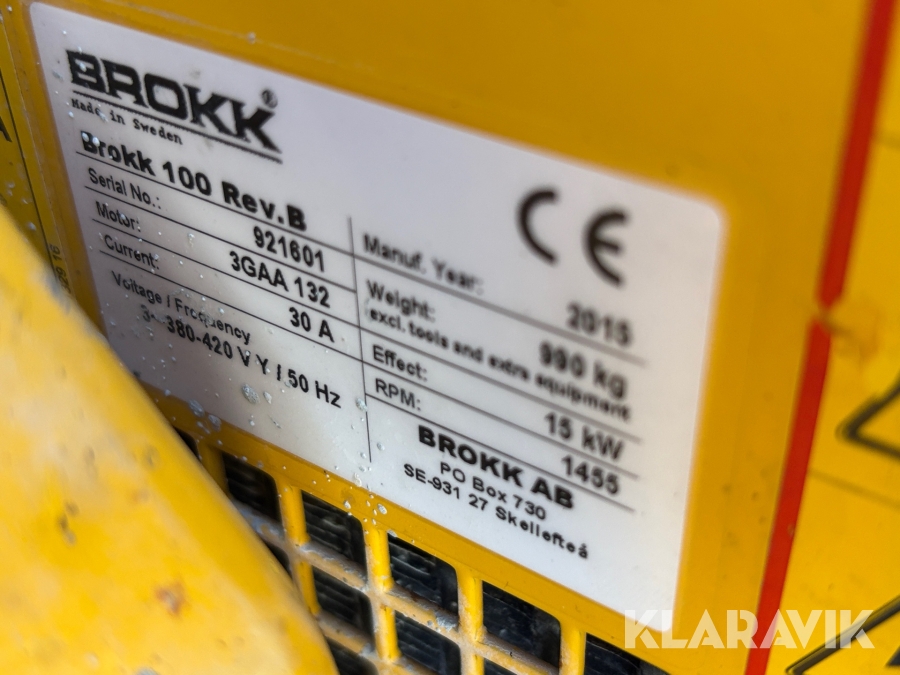 BROKK®
Made in Sweden
Brokk 100 Rev.B
Serial No.:
921601
Motor:
3GAA 132
Current:
30 A
Voltage / Frequency
3~ 380-420 V Y / 50 Hz
CE
Manuf. Year:
2015
Weight:
990 kg
(excl. tools and extra equipment
Effect:
15 kW
RPM:
1455
BROKK AB
PO Box 730
SE-931 27 Skellefteå
KLARAVIK